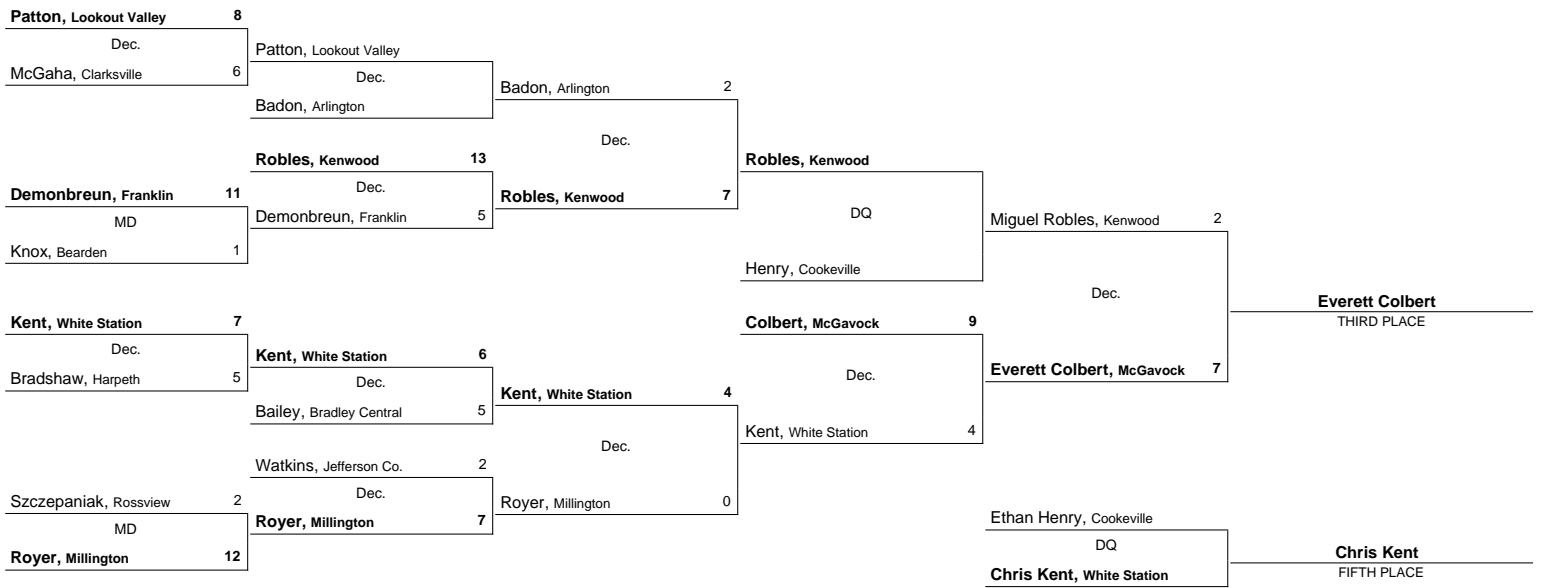 Patton, Lookout Valley 8
Dec.
McGaha, Clarksville 6
Demonbreun, Franklin 11
MD
Knox, Bearden 1
Kent, White Station 7
Dec.
Bradshaw, Harpeth 5
Szczepaniak, Rossview 2
MD
Royer, Millington 12
Patton, Lookout Valley
Dec.
Badon, Arlington
Robles, Kenwood 13
Dec.
Demonbreun, Franklin 5
Kent, White Station 6
Dec.
Bailey, Bradley Central 5
Watkins, Jefferson Co. 2
Dec.
Royer, Millington 7
Badon, Arlington 2
Dec.
Robles, Kenwood 7
Kent, White Station 4
Dec.
Royer, Millington 0
Robles, Kenwood
DQ
Henry, Cookeville
Colbert, McGavock 9
Dec.
Kent, White Station 4
Miguel Robles, Kenwood 2
Dec.
Everett Colbert, McGavock 7
Everett Colbert
THIRD PLACE
Ethan Henry, Cookeville
DQ
Chris Kent, White Station
Chris Kent
FIFTH PLACE